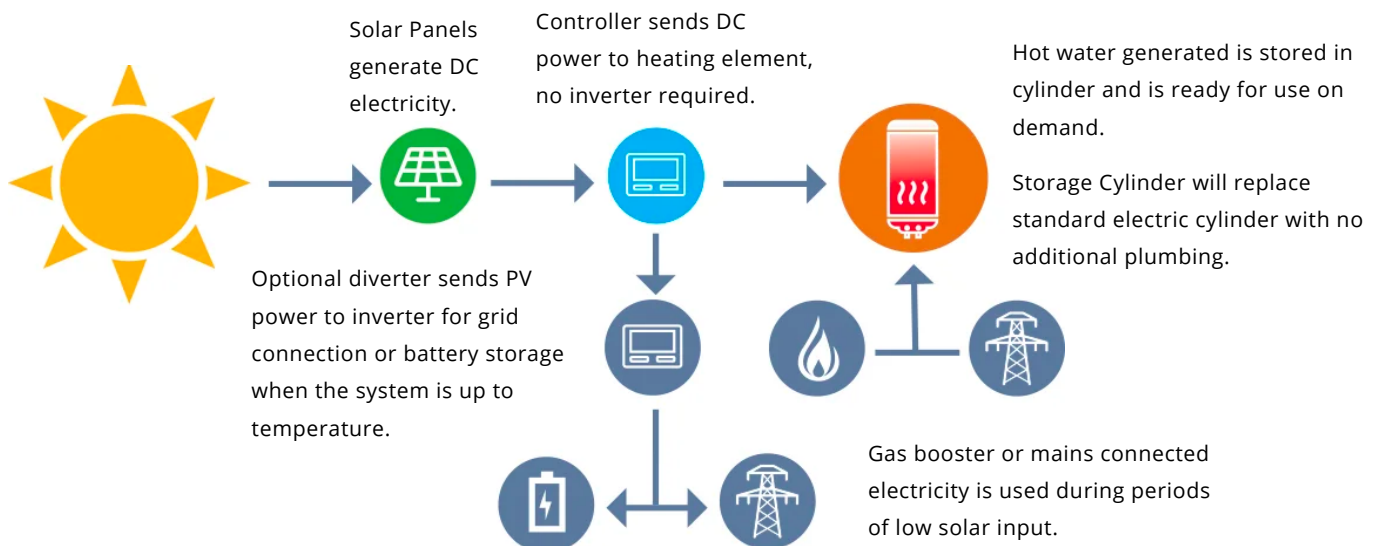 Solar Panels
generate DC
electricity.
Controller sends DC
power to heating element,
no inverter required.
Hot water generated is stored in
cylinder and is ready for use on
demand.
Storage Cylinder will replace
standard electric cylinder with no
additional plumbing.
Optional diverter sends PV
power to inverter for grid
connection or battery storage
when the system is up to
temperature.
Gas booster or mains connected
electricity is used during periods
of low solar input.